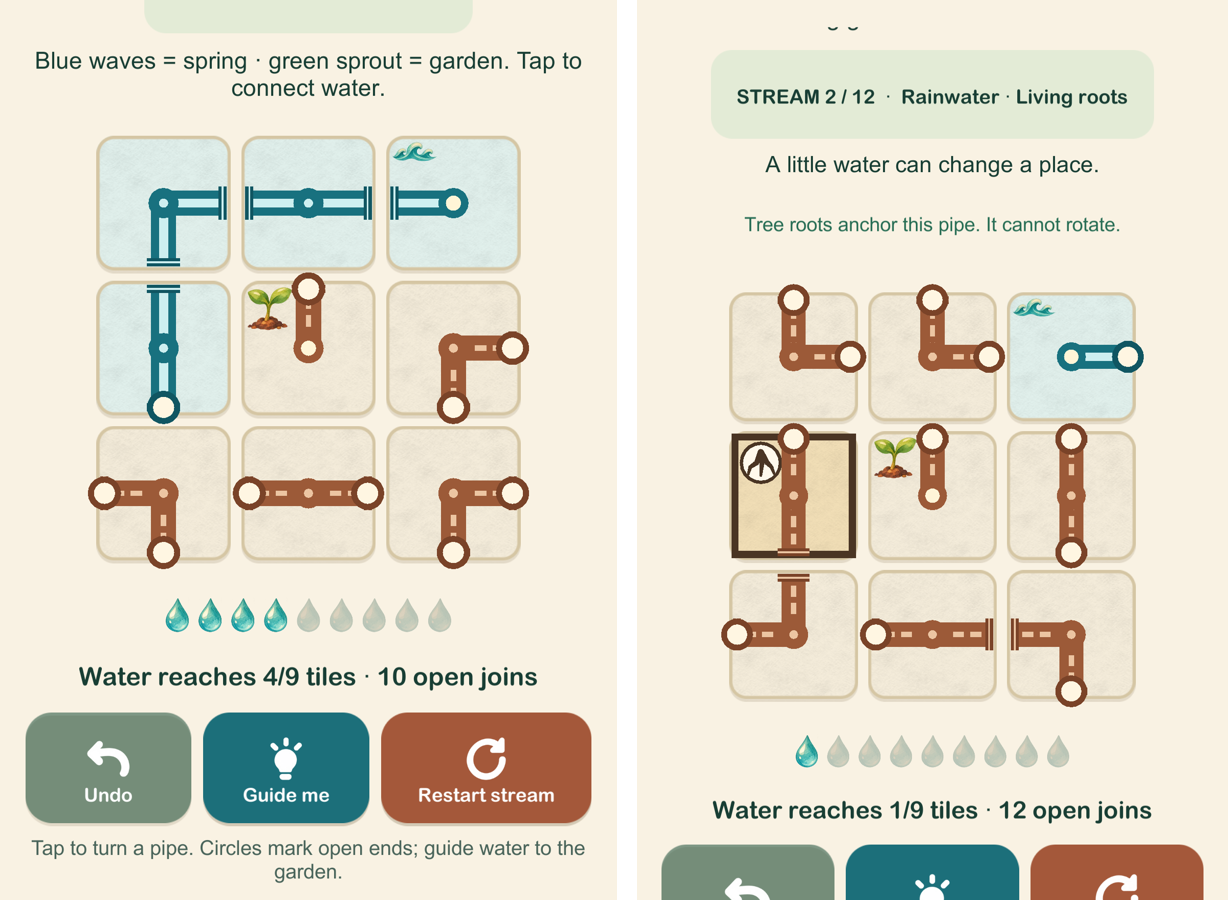 Blue waves = spring · green sprout = garden. Tap to
connect water.
Water reaches 4/9 tiles · 10 open joins
Undo
Guide me
Restart stream
Tap to turn a pipe. Circles mark open ends; guide water to the
garden.
STREAM 2 / 12 · Rainwater · Living roots
A little water can change a place.
Tree roots anchor this pipe. It cannot rotate.
Water reaches 1/9 tiles · 12 open joins